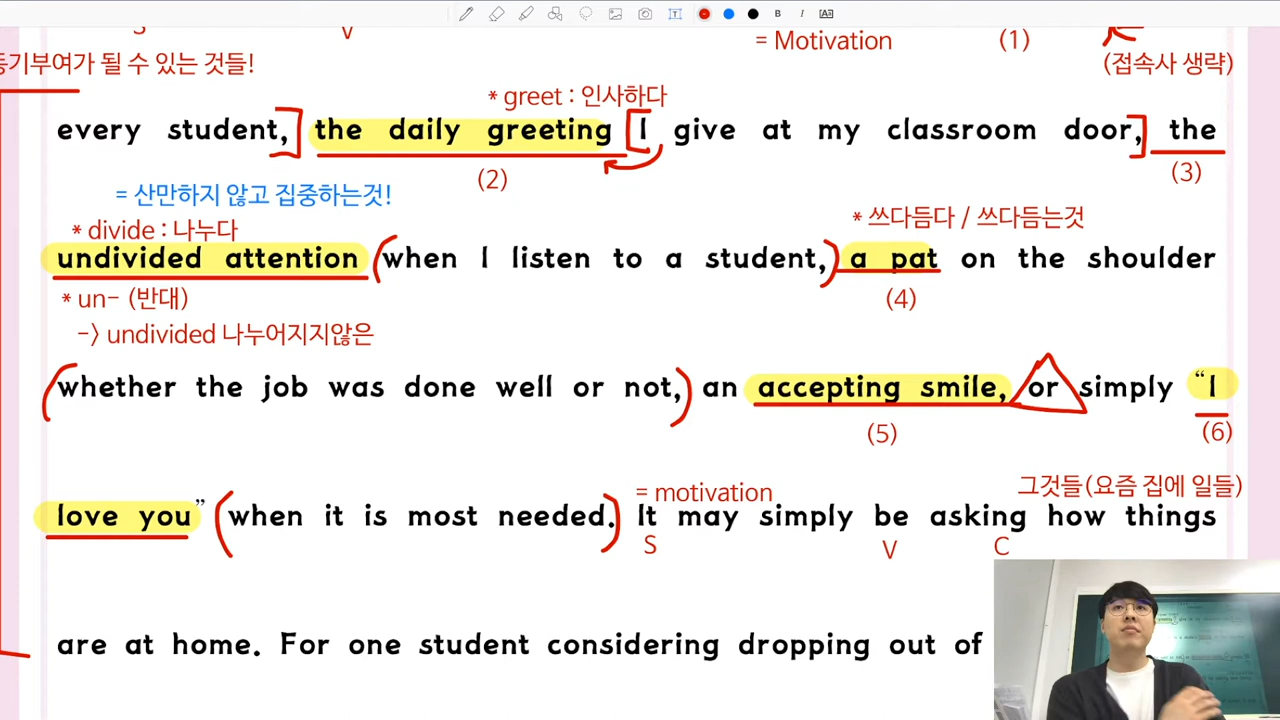 S V
= Motivation (1)
동기부여가 될 수 있는 것들! (접속사 생략)
* greet : 인사하다
every student, the daily greeting I give at my classroom door, the
(2) (3)
= 산만하지 않고 집중하는것!
* divide : 나누다 * 쓰다듬다 / 쓰다듬는것
undivided attention (when I listen to a student,) a pat on the shoulder
* un- (반대) (4)
-> undivided 나누어지지않은
(whether the job was done well or not,) an accepting smile, or simply "I
(5) (6)
= motivation 그것들(요즘 집에 일들)
love you" (when it is most needed.) It may simply be asking how things
S V C
are at home. For one student considering dropping out of